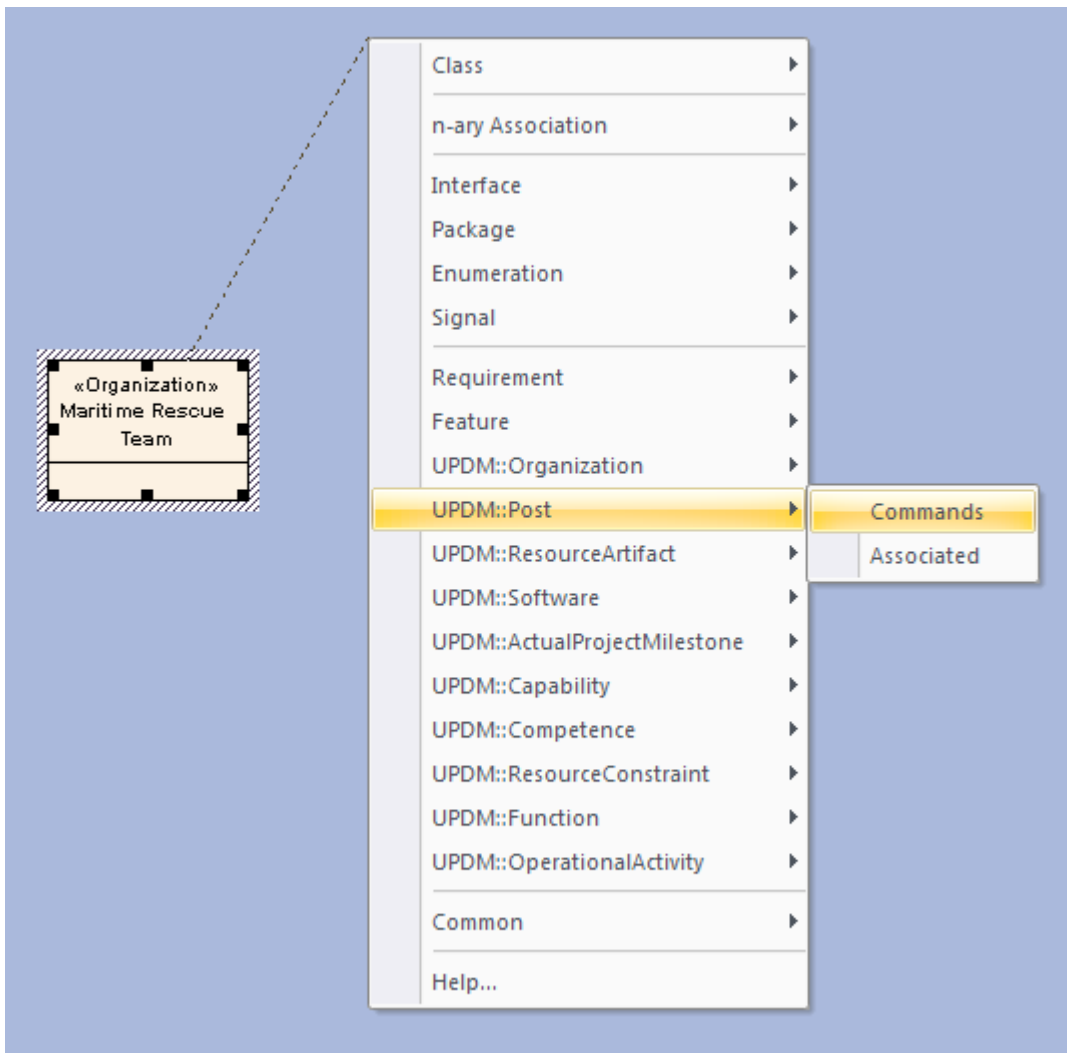 Class
n-ary Association
Interface
Package
Enumeration
Signal
«Organization»
Maritime Rescue
Team
Requirement
Feature
UPDM::Organization
UPDM::Post
Commands
Associated
UPDM::ResourceArtifact
UPDM::Software
UPDM::ActualProjectMilestone
UPDM::Capability
UPDM::Competence
UPDM::ResourceConstraint
UPDM::Function
UPDM::OperationalActivity
Common
Help...